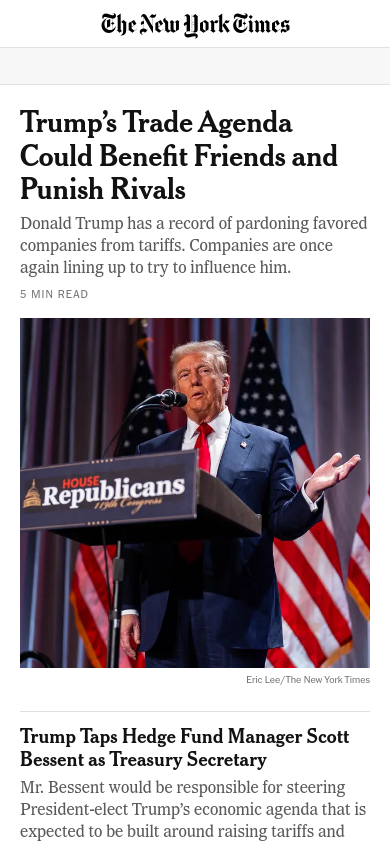 The New York Times
Trump’s Trade Agenda
Could Benefit Friends and
Punish Rivals
Donald Trump has a record of pardoning favored
companies from tariffs. Companies are once
again lining up to try to influence him.
5 MIN READ
HOUSE
Republicans
119th Congress
Eric Lee/The New York Times
Trump Taps Hedge Fund Manager Scott
Bessent as Treasury Secretary
Mr. Bessent would be responsible for steering
President-elect Trump’s economic agenda that is
expected to be built around raising tariffs and